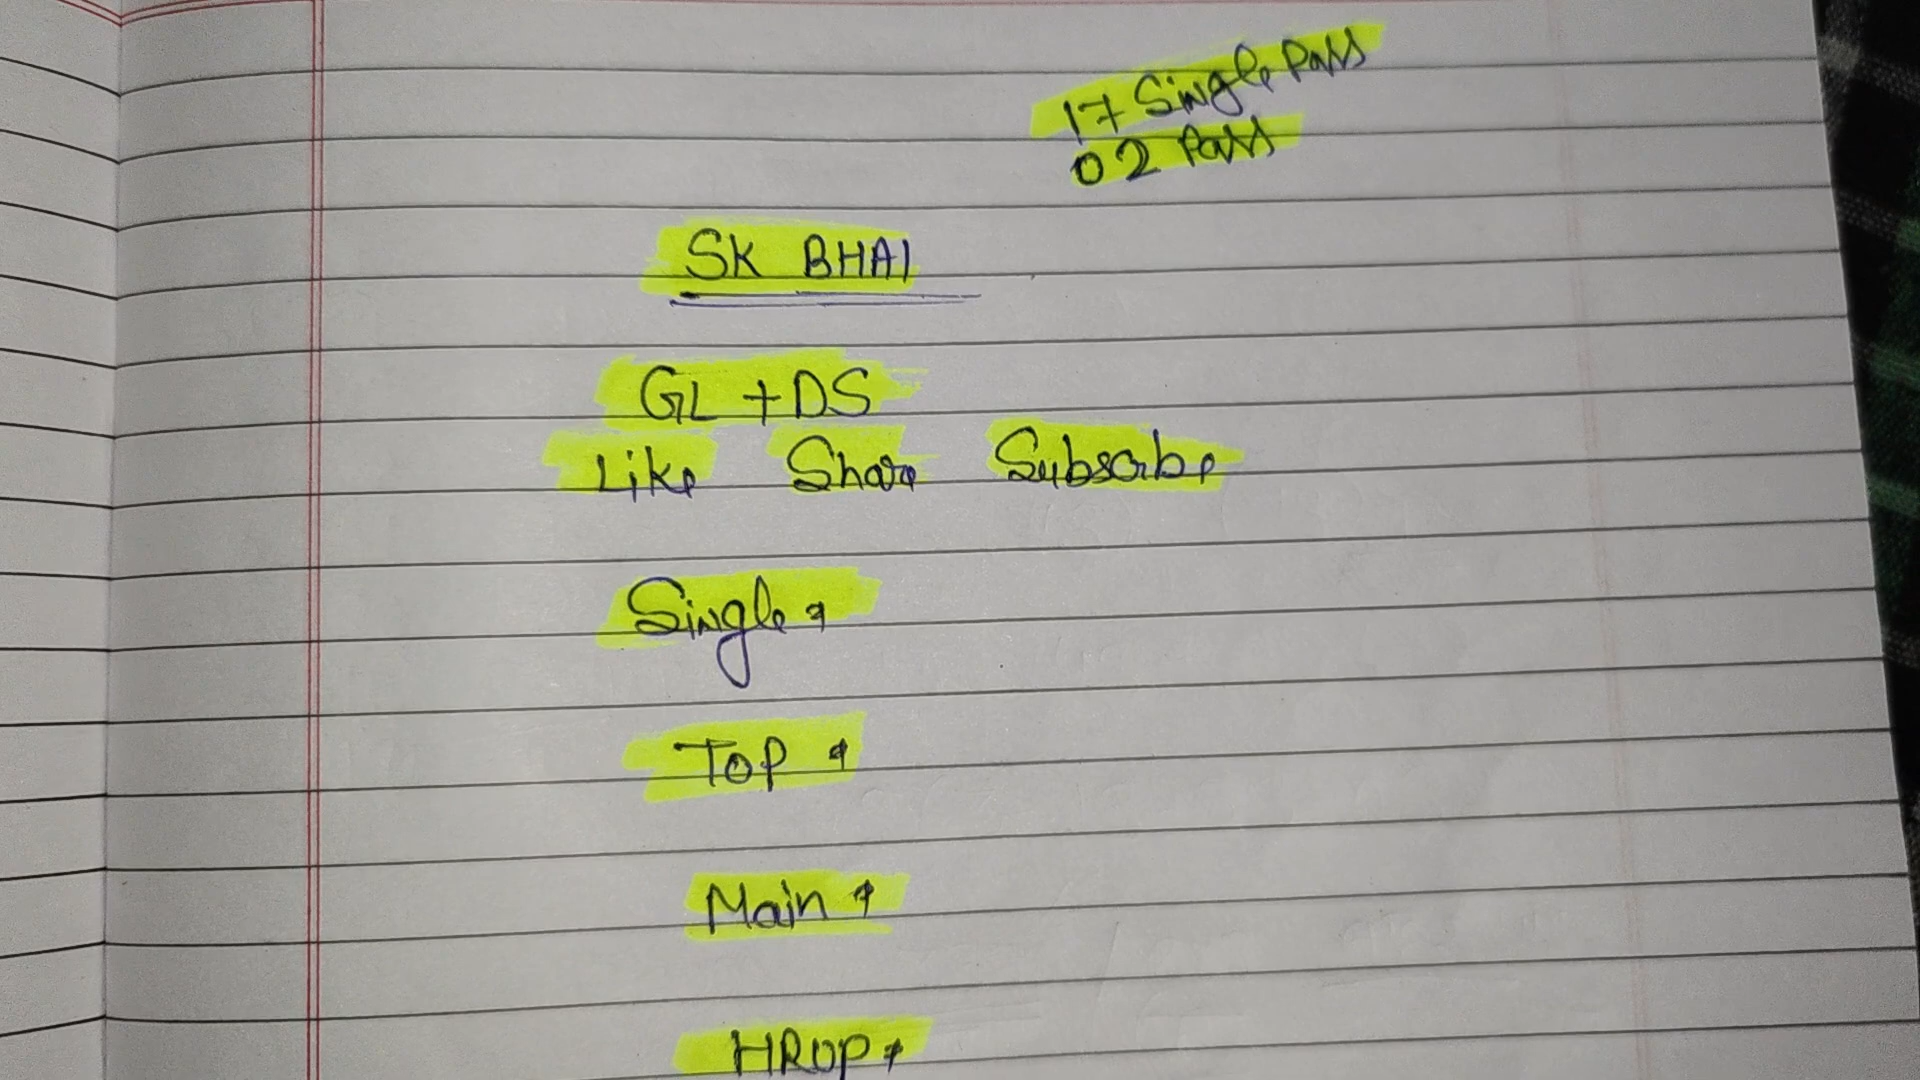 17 Single Pass
02 Pass
SK BHAI
GL + DS
Like Share Subscribe
Single
TOP
Main
HRUP